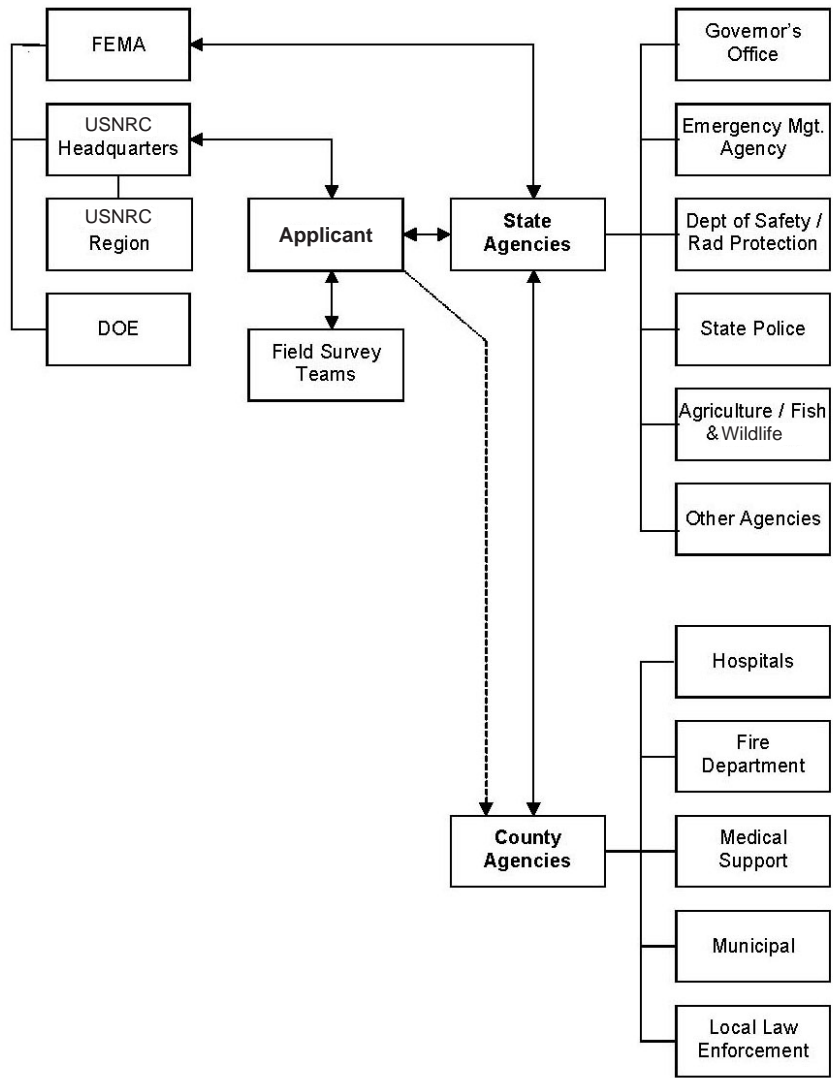 FEMA
USNRC
Headquarters
USNRC
Region
DOE
Applicant
Field Survey
Teams
State
Agencies
Governor's
Office
Emergency Mgt.
Agency
Dept of Safety /
Rad Protection
State Police
Agriculture / Fish
& Wildlife
Other Agencies
County
Agencies
Hospitals
Fire
Department
Medical
Support
Municipal
Local Law
Enforcement